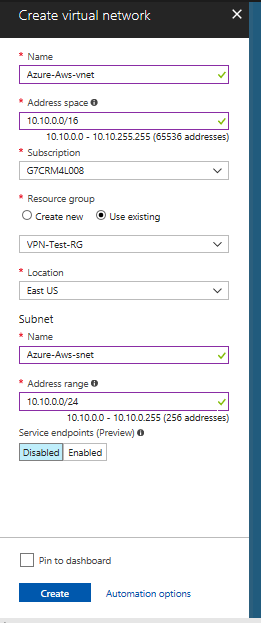 Create virtual network
* Name
Azure-Aws-vnet
* Address space
10.10.0.0/16
10.10.0.0 - 10.10.255.255 (65536 addresses)
* Subscription
G7CRM4L008
* Resource group
Create new Use existing
VPN-Test-RG
* Location
East US
Subnet
* Name
Azure-Aws-snet
* Address range
10.10.0.0/24
10.10.0.0 - 10.10.0.255 (256 addresses)
Service endpoints (Preview)
Disabled Enabled
Pin to dashboard
Create Automation options